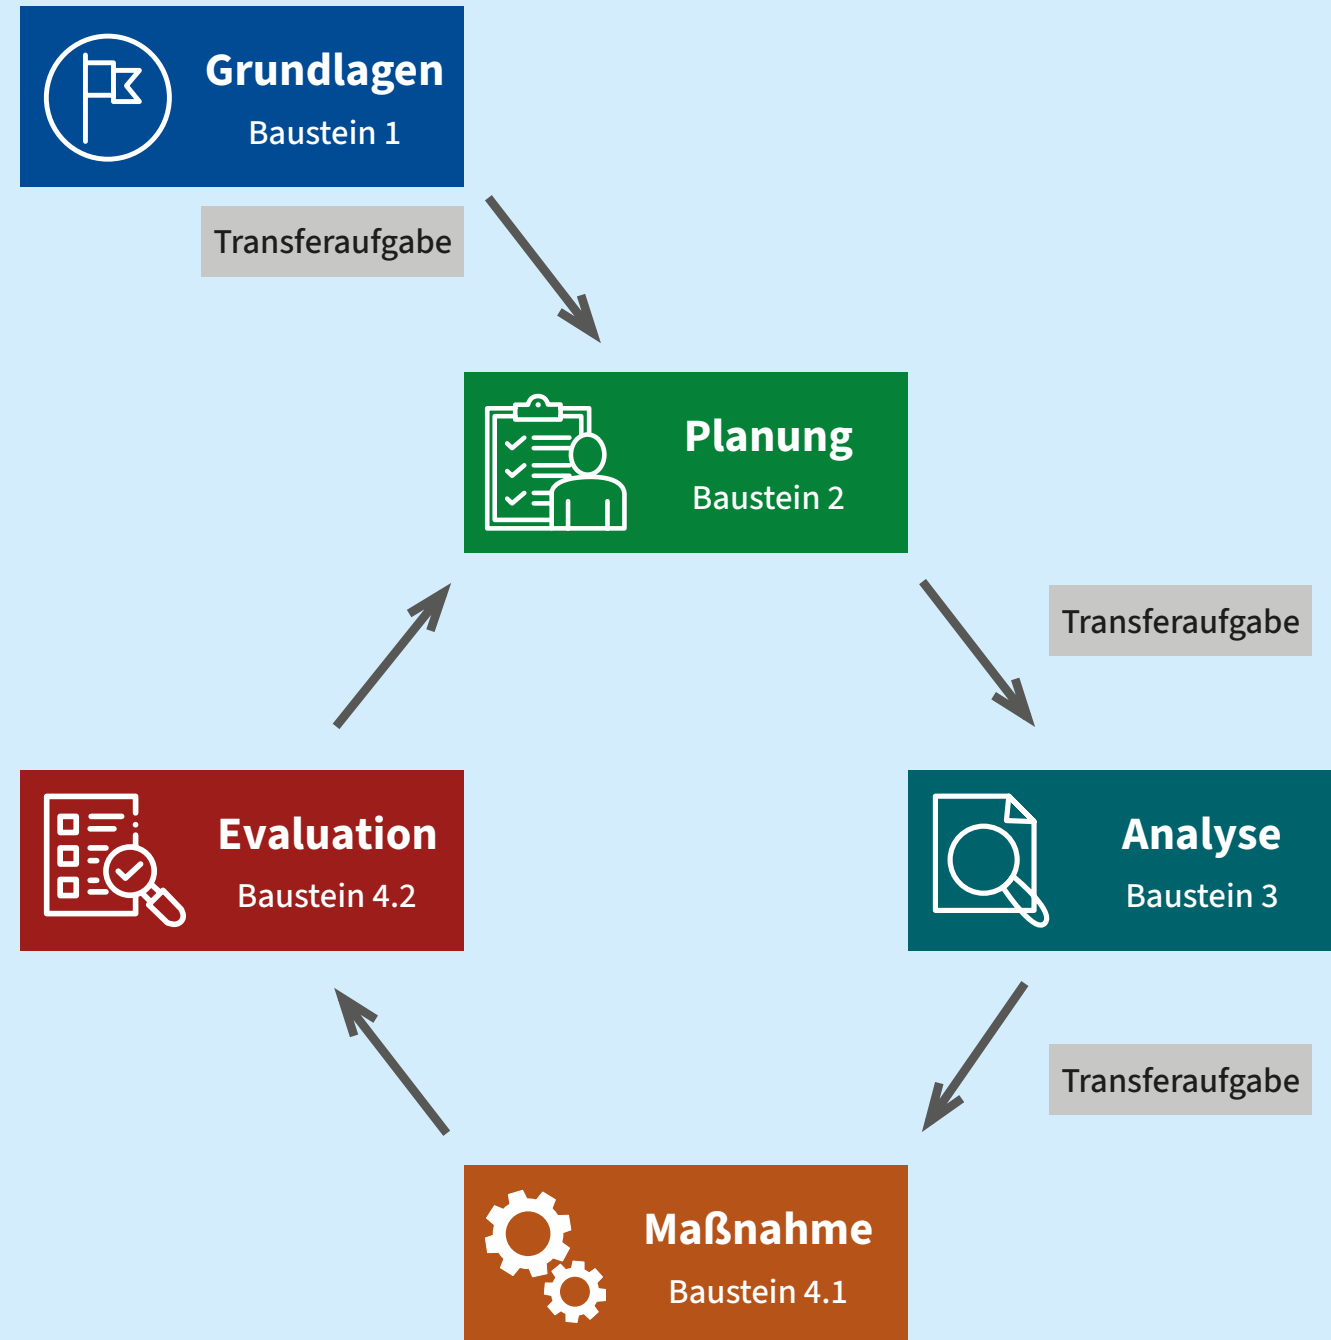 Grundlagen
Baustein 1
Transferaufgabe
Planung
Baustein 2
Transferaufgabe
Evaluation
Baustein 4.2
Analyse
Baustein 3
Transferaufgabe
Maßnahme
Baustein 4.1